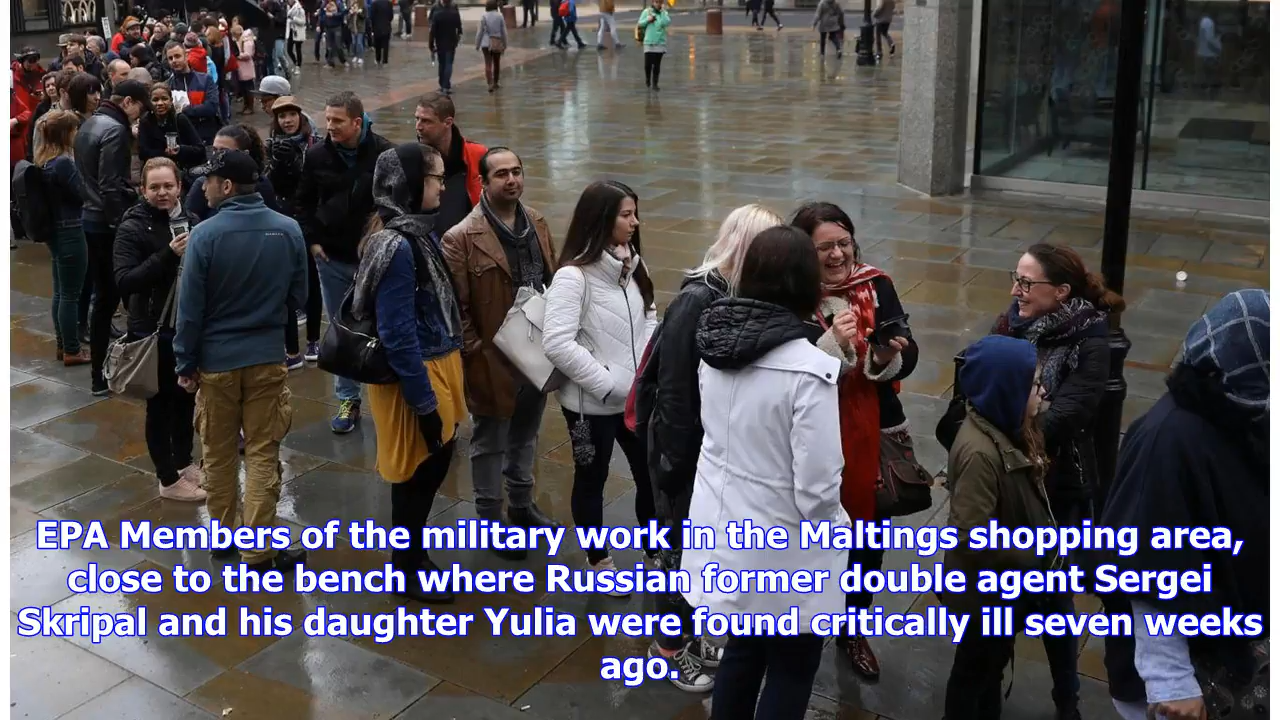 EPA Members of the military work in the Maltings shopping area,
close to the bench where Russian former double agent Sergei
Skripal and his daughter Yulia were found critically ill seven weeks
ago.